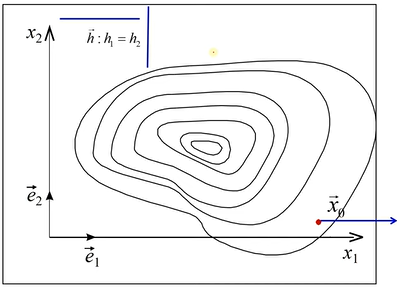 x₂
h⃗ : h₁ = h₂
e⃗₂
x⃗₀
e⃗₁
x₁